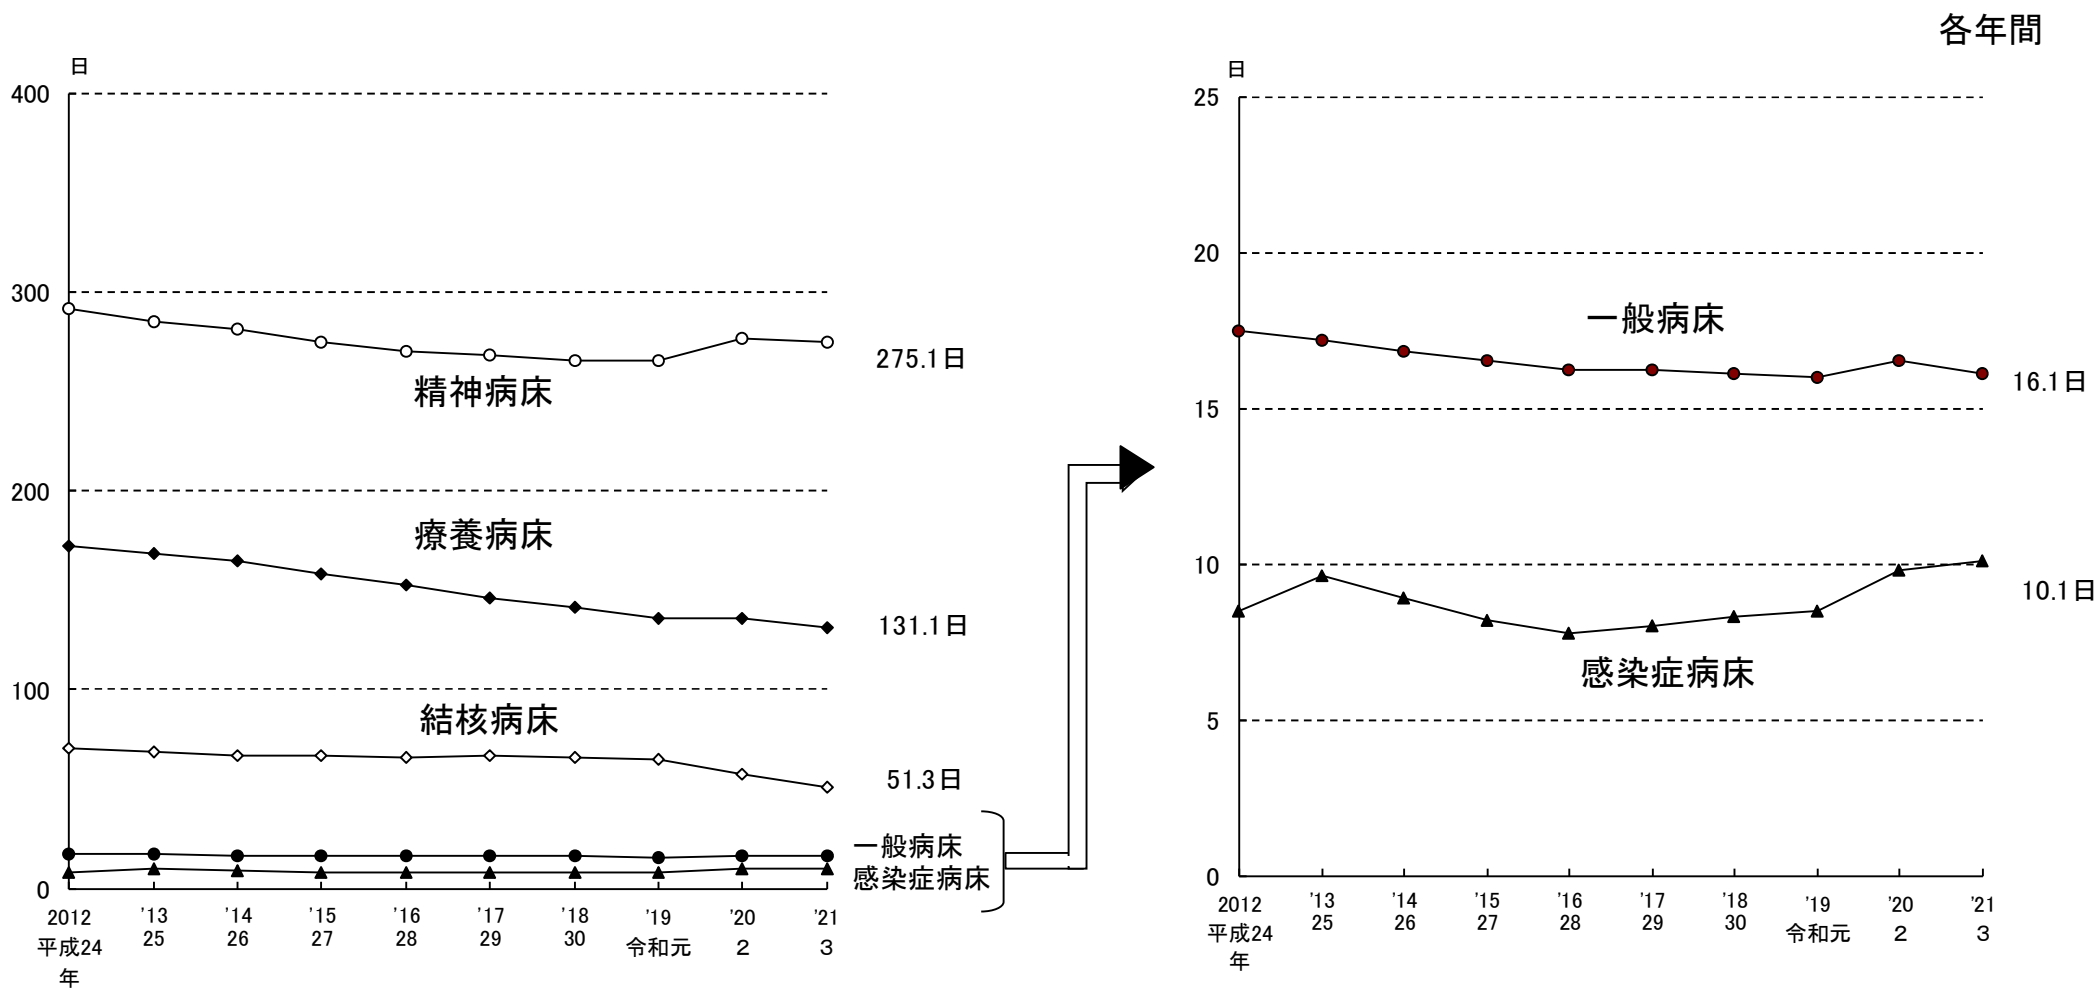 各年間
日
400
300
200
100
0
精神病床
275.1日
療養病床
131.1日
結核病床
51.3日
一般病床
感染症病床
2012 '13 '14 '15 '16 '17 '18 '19 '20 '21
平成24 25 26 27 28 29 30 令和元 2 3
年
日
25
20
15
10
5
0
一般病床
16.1日
10.1日
感染症病床
2012 '13 '14 '15 '16 '17 '18 '19 '20 '21
平成24 25 26 27 28 29 30 令和元 2 3
年